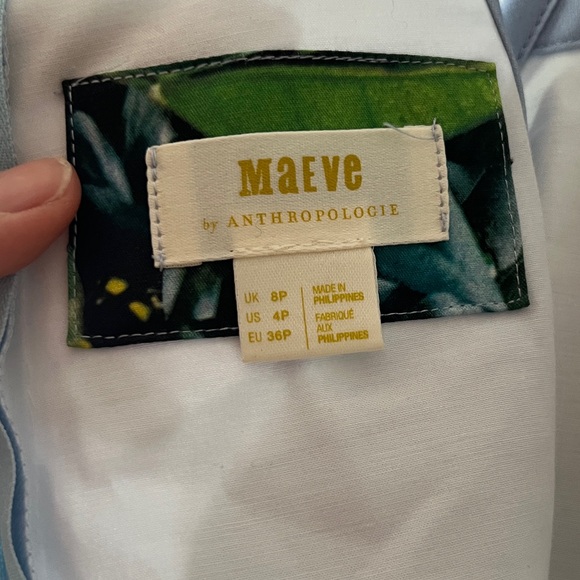 MAEVE
by ANTHROPOLOGIE
UK 8P
US 4P
EU 36P
MADE IN
PHILIPPINES
FABRIQUÉ
AUX
PHILIPPINES